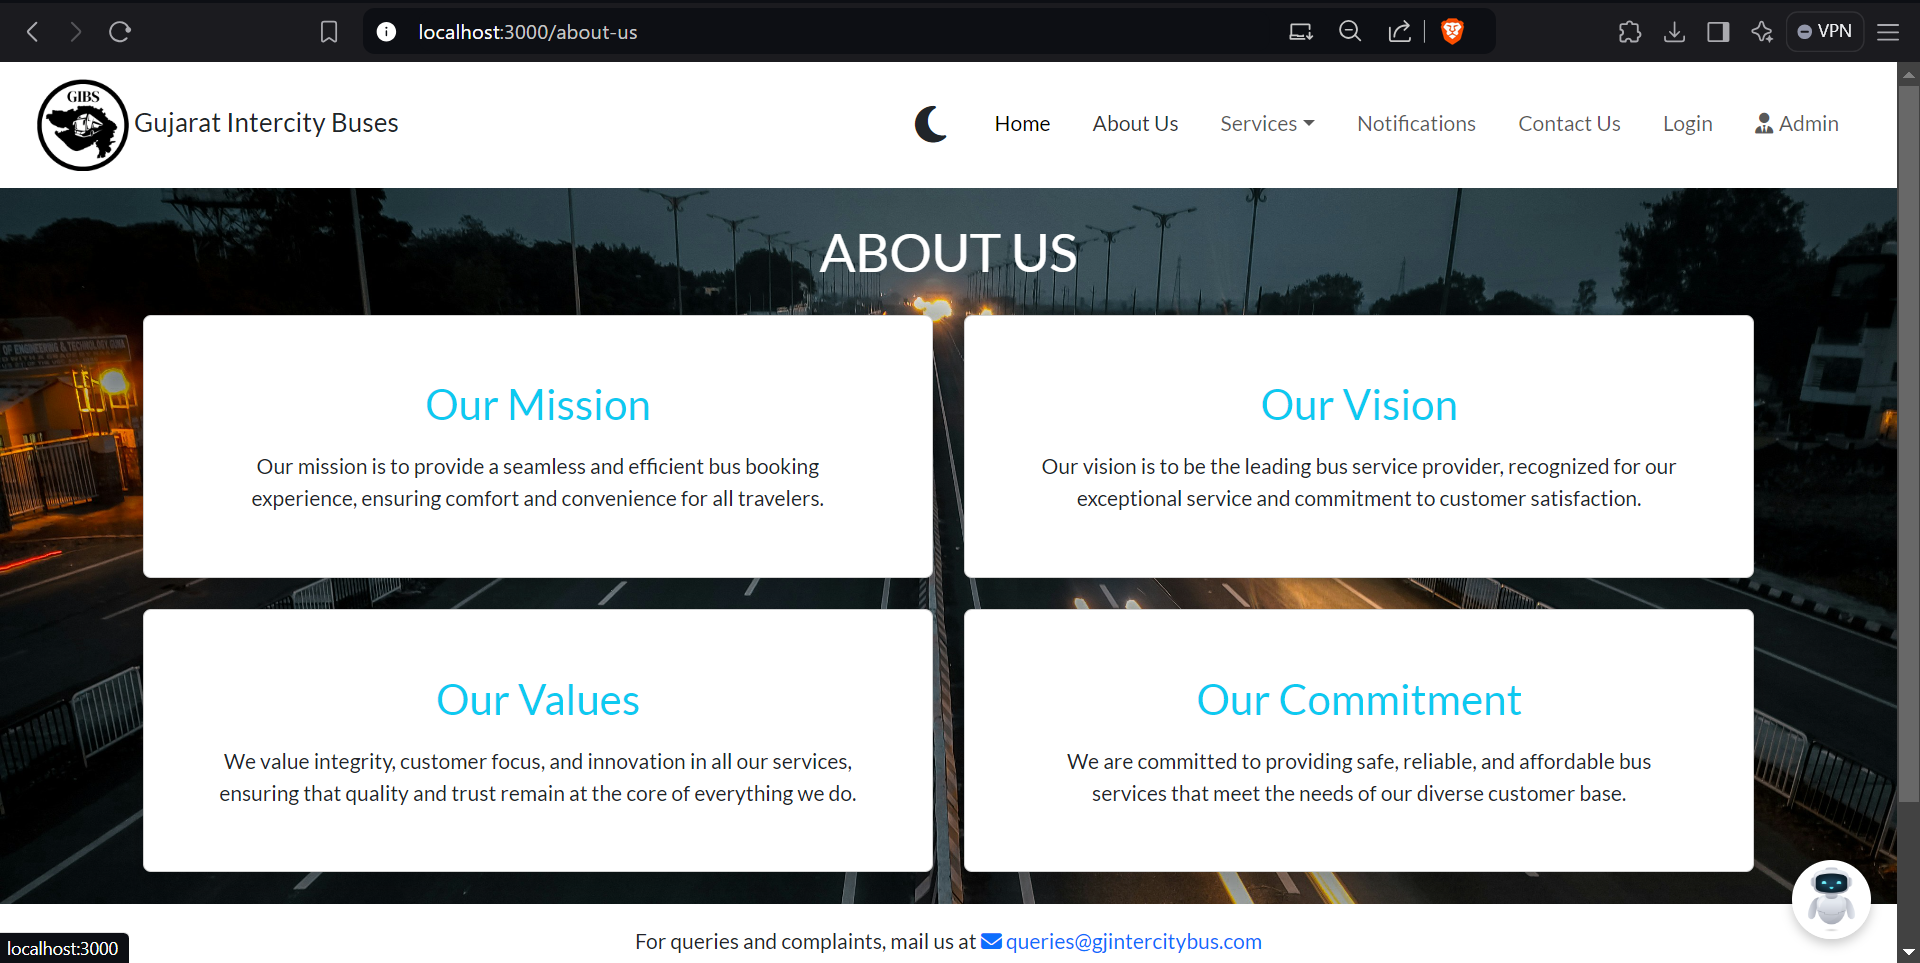 localhost:3000/about-us
VPN
GIBS
Gujarat Intercity Buses
Home
About Us
Services
Notifications
Contact Us
Login
Admin
ABOUT US
OF ENGINEERING & TECHNOLOGY,
Our Mission
Our mission is to provide a seamless and efficient bus booking
experience, ensuring comfort and convenience for all travelers.
Our Vision
Our vision is to be the leading bus service provider, recognized for our
exceptional service and commitment to customer satisfaction.
Our Values
We value integrity, customer focus, and innovation in all our services,
ensuring that quality and trust remain at the core of everything we do.
Our Commitment
We are committed to providing safe, reliable, and affordable bus
services that meet the needs of our diverse customer base.
For queries and complaints, mail us at queries@gjintercitybus.com
localhost:3000